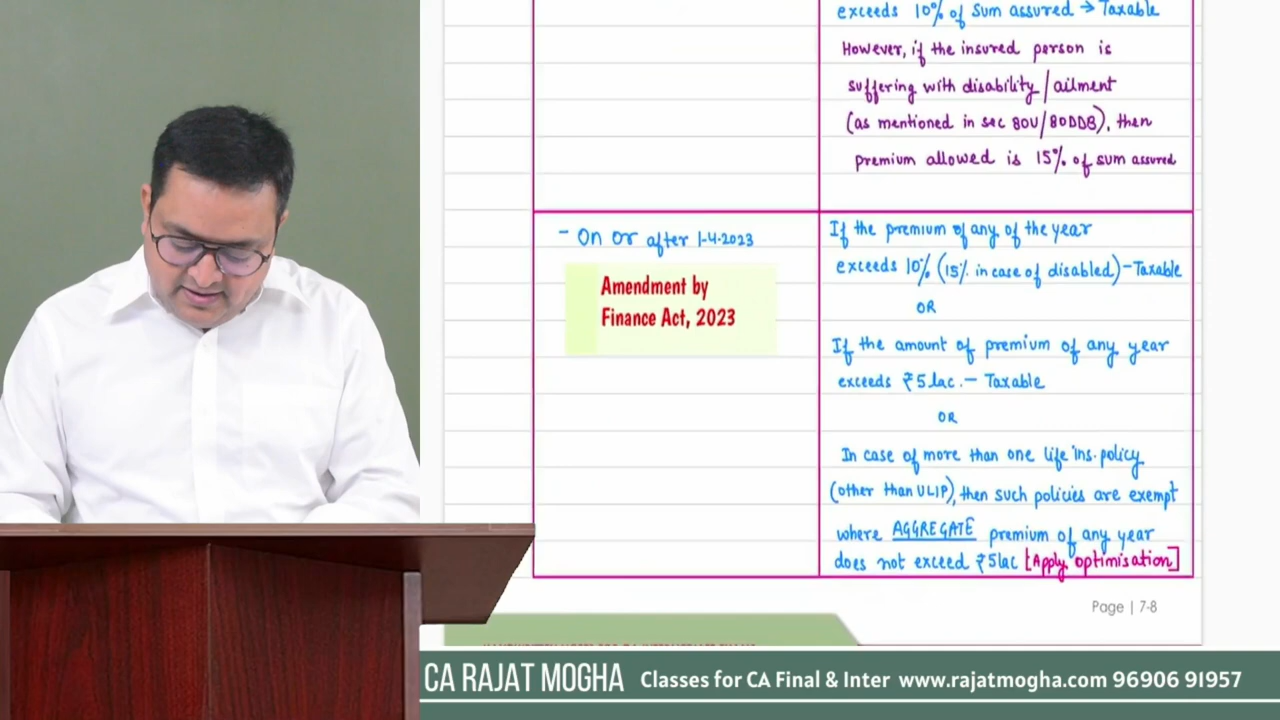 exceeds 10% of Sum assured → Taxable
However, if the insured person is
suffering with disability/ailment
(as mentioned in sec 80U/80DDB), then
premium allowed is 15% of sum assured
- On or after 1-4-2023
Amendment by
Finance Act, 2023
If the premium of any of the year
exceeds 10% (15% in case of disabled) - Taxable
OR
If the amount of premium of any year
exceeds ₹5 lac. - Taxable
OR
In case of more than one life ins. policy
(other than ULIP), then such policies are exempt
where AGGREGATE premium of any year
does not exceed ₹5lac [Apply optimisation]
Page | 7-8
CA RAJAT MOGHA Classes for CA Final & Inter www.rajatmogha.com 96906 91957